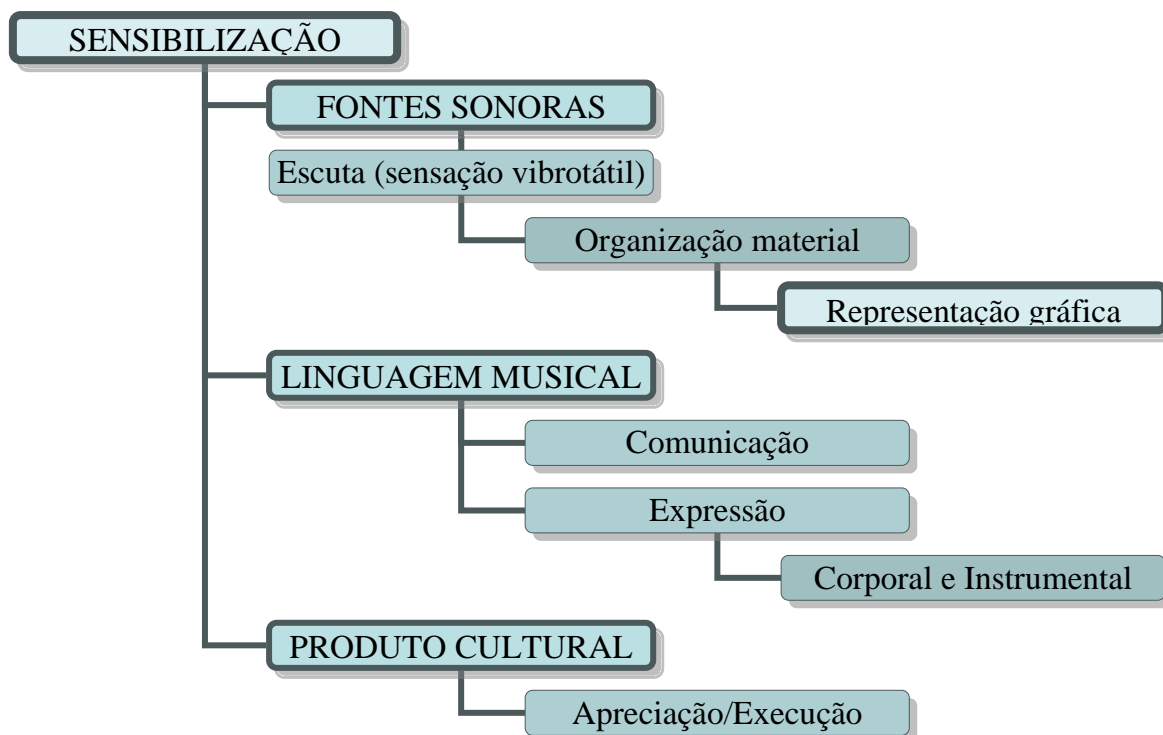 SENSIBILIZAÇÃO
FONTES SONORAS
Escuta (sensação vibrotátil)
Organização material
Representação gráfica
LINGUAGEM MUSICAL
Comunicação
Expressão
Corporal e Instrumental
PRODUTO CULTURAL
Apreciação/Execução